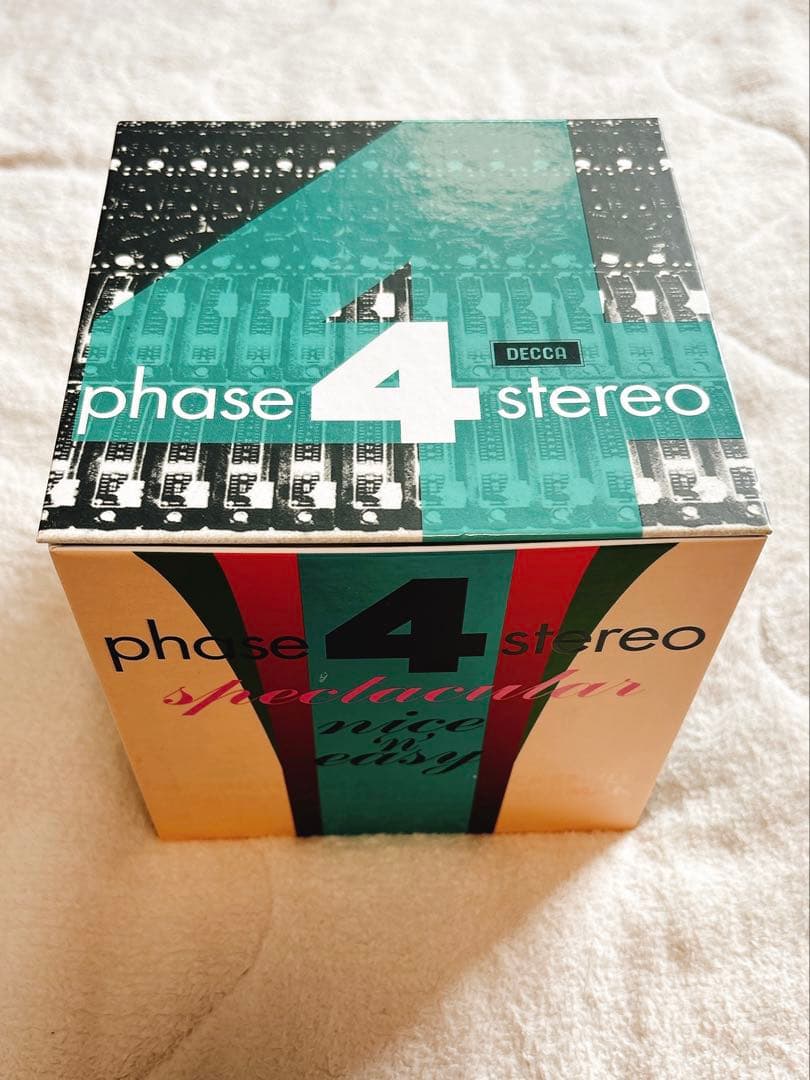 DECCA
phase 4 stereo
phase 4 stereo
spectacular
nice
'n'
easy